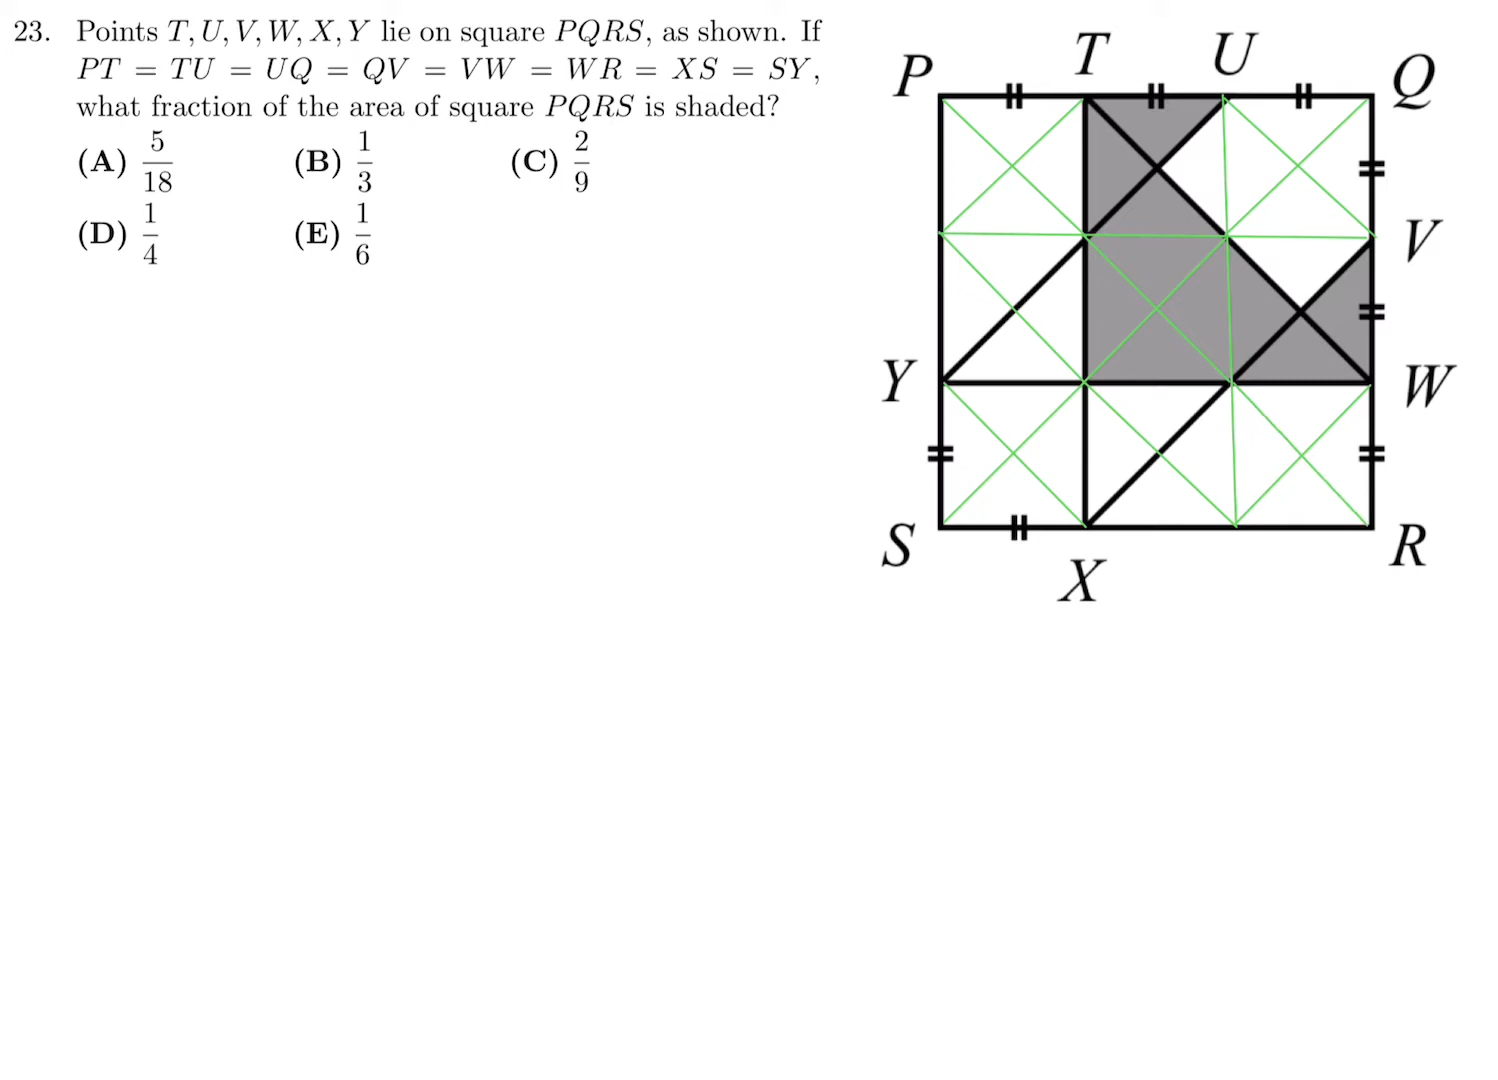 23. Points T, U, V, W, X, Y lie on square PQRS, as shown. If
PT = TU = UQ = QV = VW = WR = XS = SY,
what fraction of the area of square PQRS is shaded?
(A) 5/18 (B) 1/3 (C) 2/9
(D) 1/4 (E) 1/6
P T U Q
V
Y W
S R
X